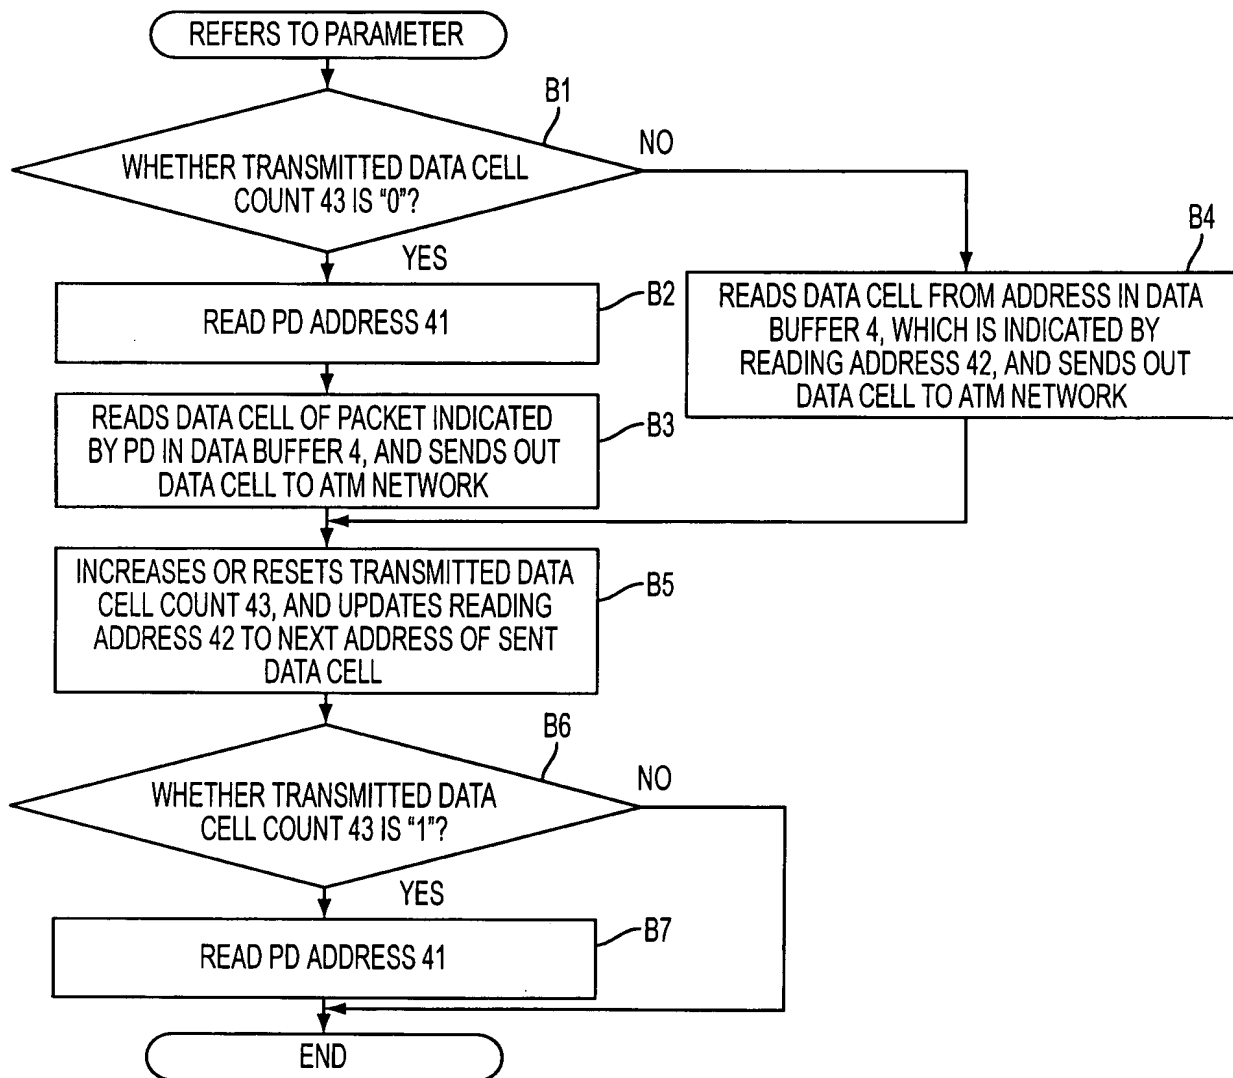 REFERS TO PARAMETER
B1
NO
WHETHER TRANSMITTED DATA CELL
COUNT 43 IS “0”?
YES
B2
READ PD ADDRESS 41
B4
READS DATA CELL FROM ADDRESS IN DATA
BUFFER 4, WHICH IS INDICATED BY
READING ADDRESS 42, AND SENDS OUT
DATA CELL TO ATM NETWORK
B3
READS DATA CELL OF PACKET INDICATED
BY PD IN DATA BUFFER 4, AND SENDS OUT
DATA CELL TO ATM NETWORK
B5
INCREASES OR RESETS TRANSMITTED DATA
CELL COUNT 43, AND UPDATES READING
ADDRESS 42 TO NEXT ADDRESS OF SENT
DATA CELL
B6
NO
WHETHER TRANSMITTED DATA
CELL COUNT 43 IS “1”?
YES
B7
READ PD ADDRESS 41
END